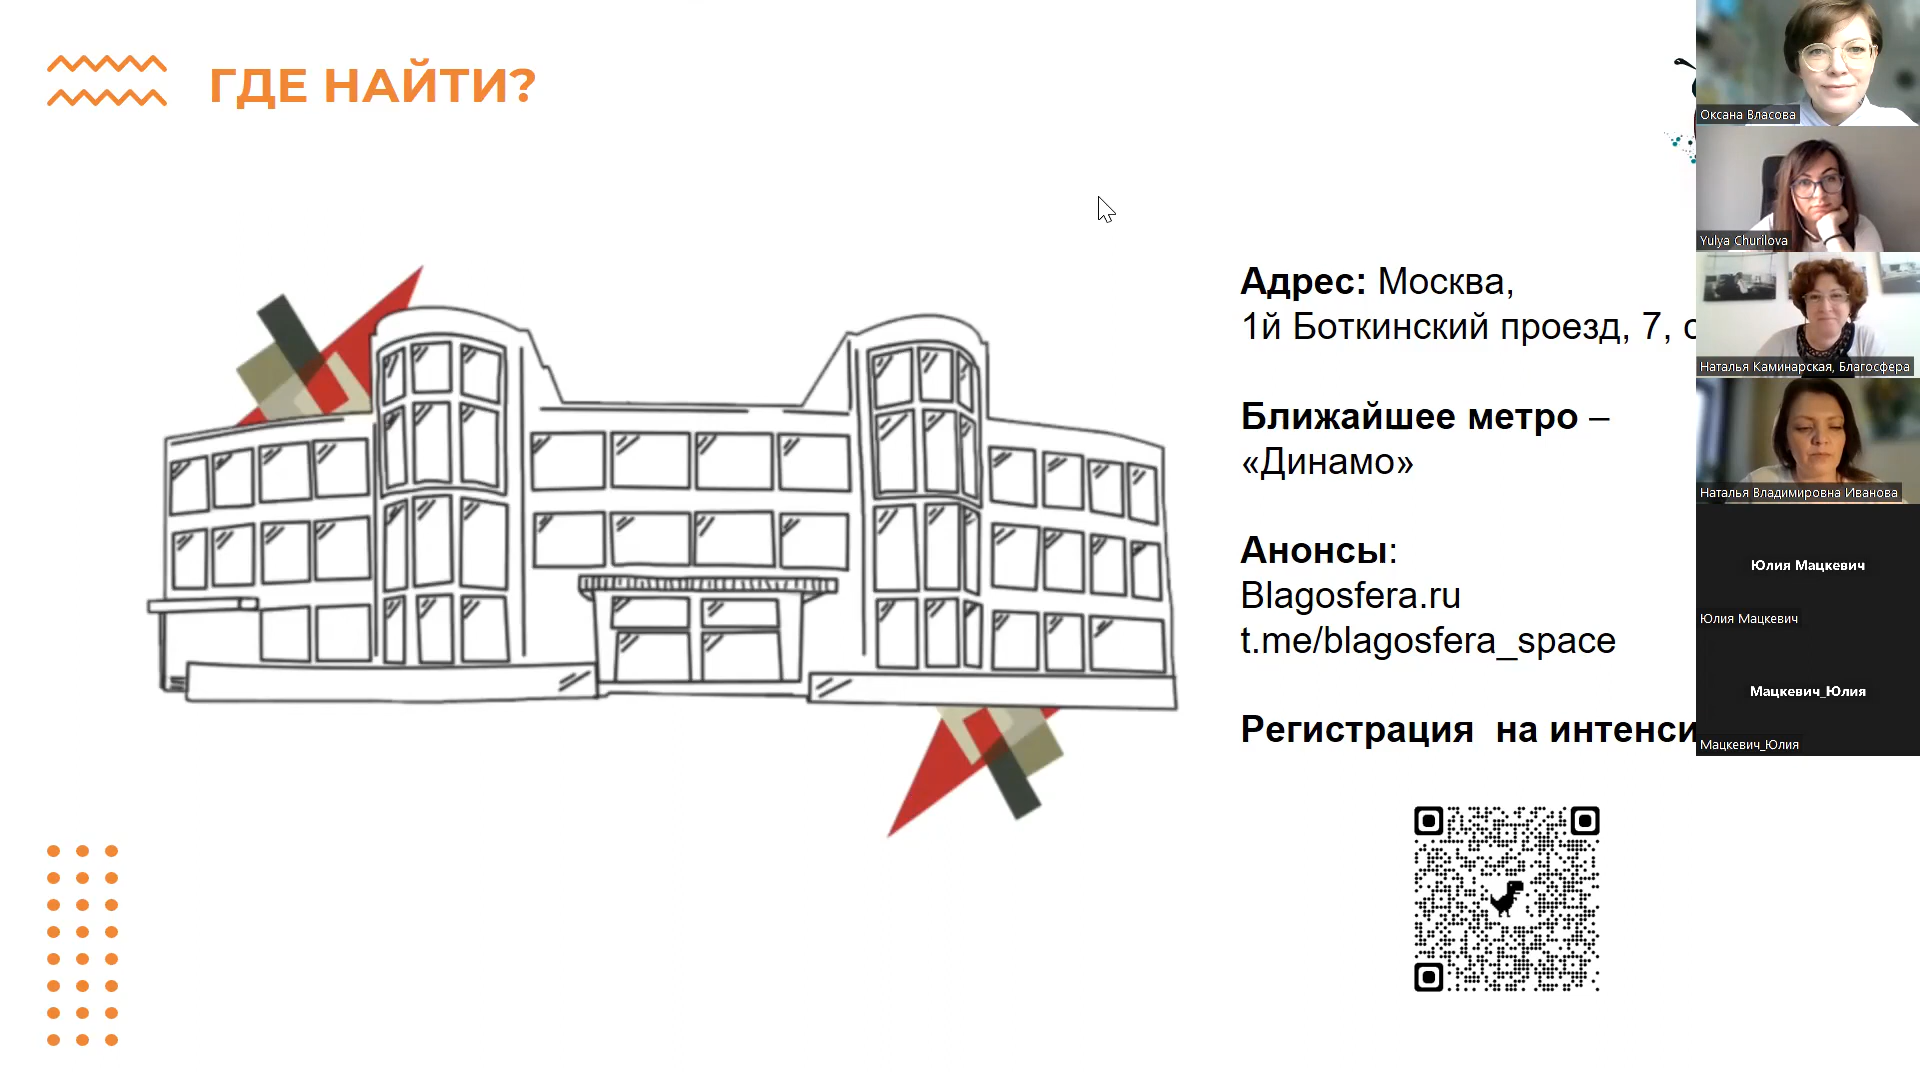 ГДЕ НАЙТИ?
Адрес: Москва,
1й Боткинский проезд, 7,
Ближайшее метро –
«Динамо»
Анонсы:
Blagosfera.ru
t.me/blagosfera_space
Регистрация на
Оксана Власова
Yulya Churilova
Наталья Каминарская, Благосфера
Наталья Владимировна Иванова
Юлия Мацкевич
Юлия Мацкевич
Мацкевич_Юлия
Мацкевич_Юлия